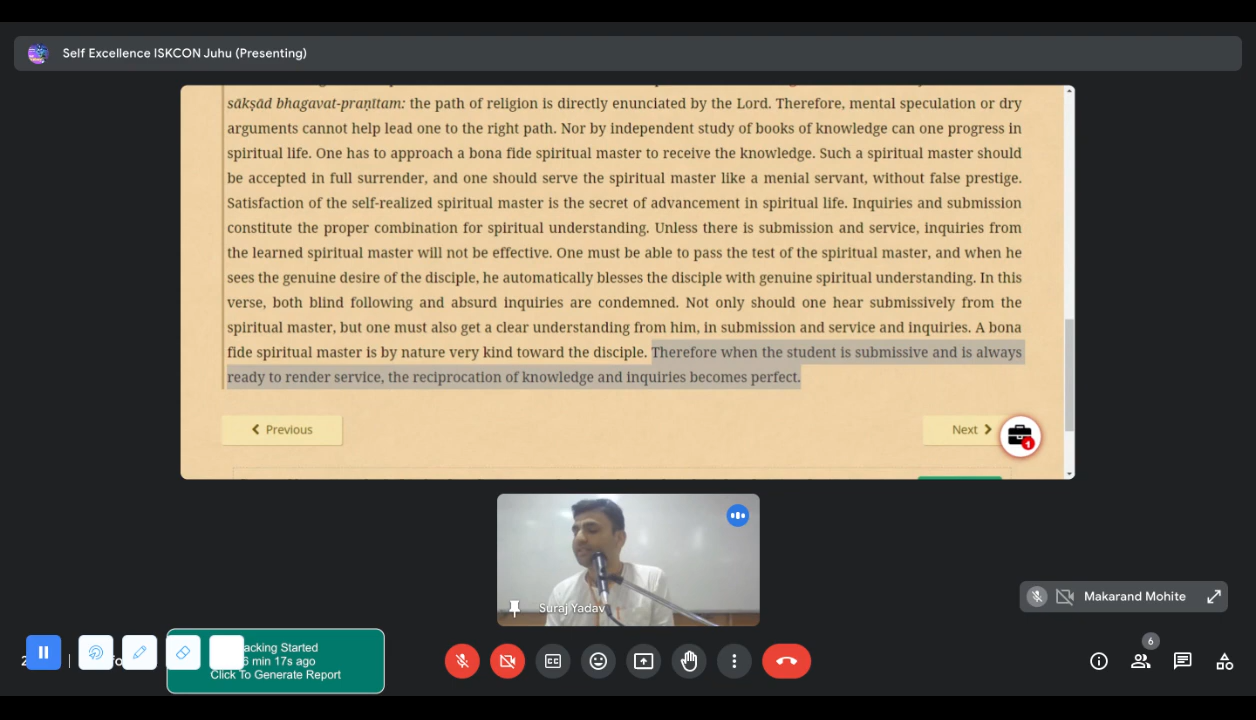 Self Excellence ISKCON Juhu (Presenting)
sākṣād bhagavat-praṇītam: the path of religion is directly enunciated by the Lord. Therefore, mental speculation or dry
arguments cannot help lead one to the right path. Nor by independent study of books of knowledge can one progress in
spiritual life. One has to approach a bona fide spiritual master to receive the knowledge. Such a spiritual master should
be accepted in full surrender, and one should serve the spiritual master like a menial servant, without false prestige.
Satisfaction of the self-realized spiritual master is the secret of advancement in spiritual life. Inquiries and submission
constitute the proper combination for spiritual understanding. Unless there is submission and service, inquiries from
the learned spiritual master will not be effective. One must be able to pass the test of the spiritual master, and when he
sees the genuine desire of the disciple, he automatically blesses the disciple with genuine spiritual understanding. In this
verse, both blind following and absurd inquiries are condemned. Not only should one hear submissively from the
spiritual master, but one must also get a clear understanding from him, in submission and service and inquiries. A bona
fide spiritual master is by nature very kind toward the disciple. Therefore when the student is submissive and is always
ready to render service, the reciprocation of knowledge and inquiries becomes perfect.
Previous
Next
1
Suraj Yadav
Makarand Mohite
acking Started
6 min 17s ago
Click To Generate Report
CC
6